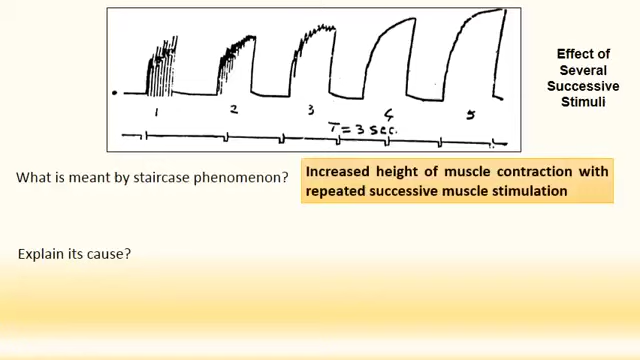 Effect of
Several
Successive
Stimuli
1 2 3 4 5
T = 3 sec.
What is meant by staircase phenomenon?
Increased height of muscle contraction with
repeated successive muscle stimulation
Explain its cause?